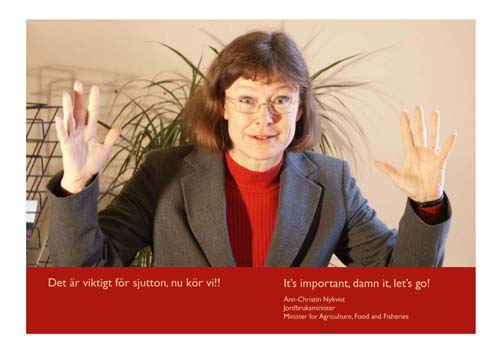 Det är viktigt för sjutton, nu kör vi!!
It's important, damn it, let's go!
Ann-Christin Nykvist
Jordbruksminister
Minister for Agriculture, Food and Fisheries